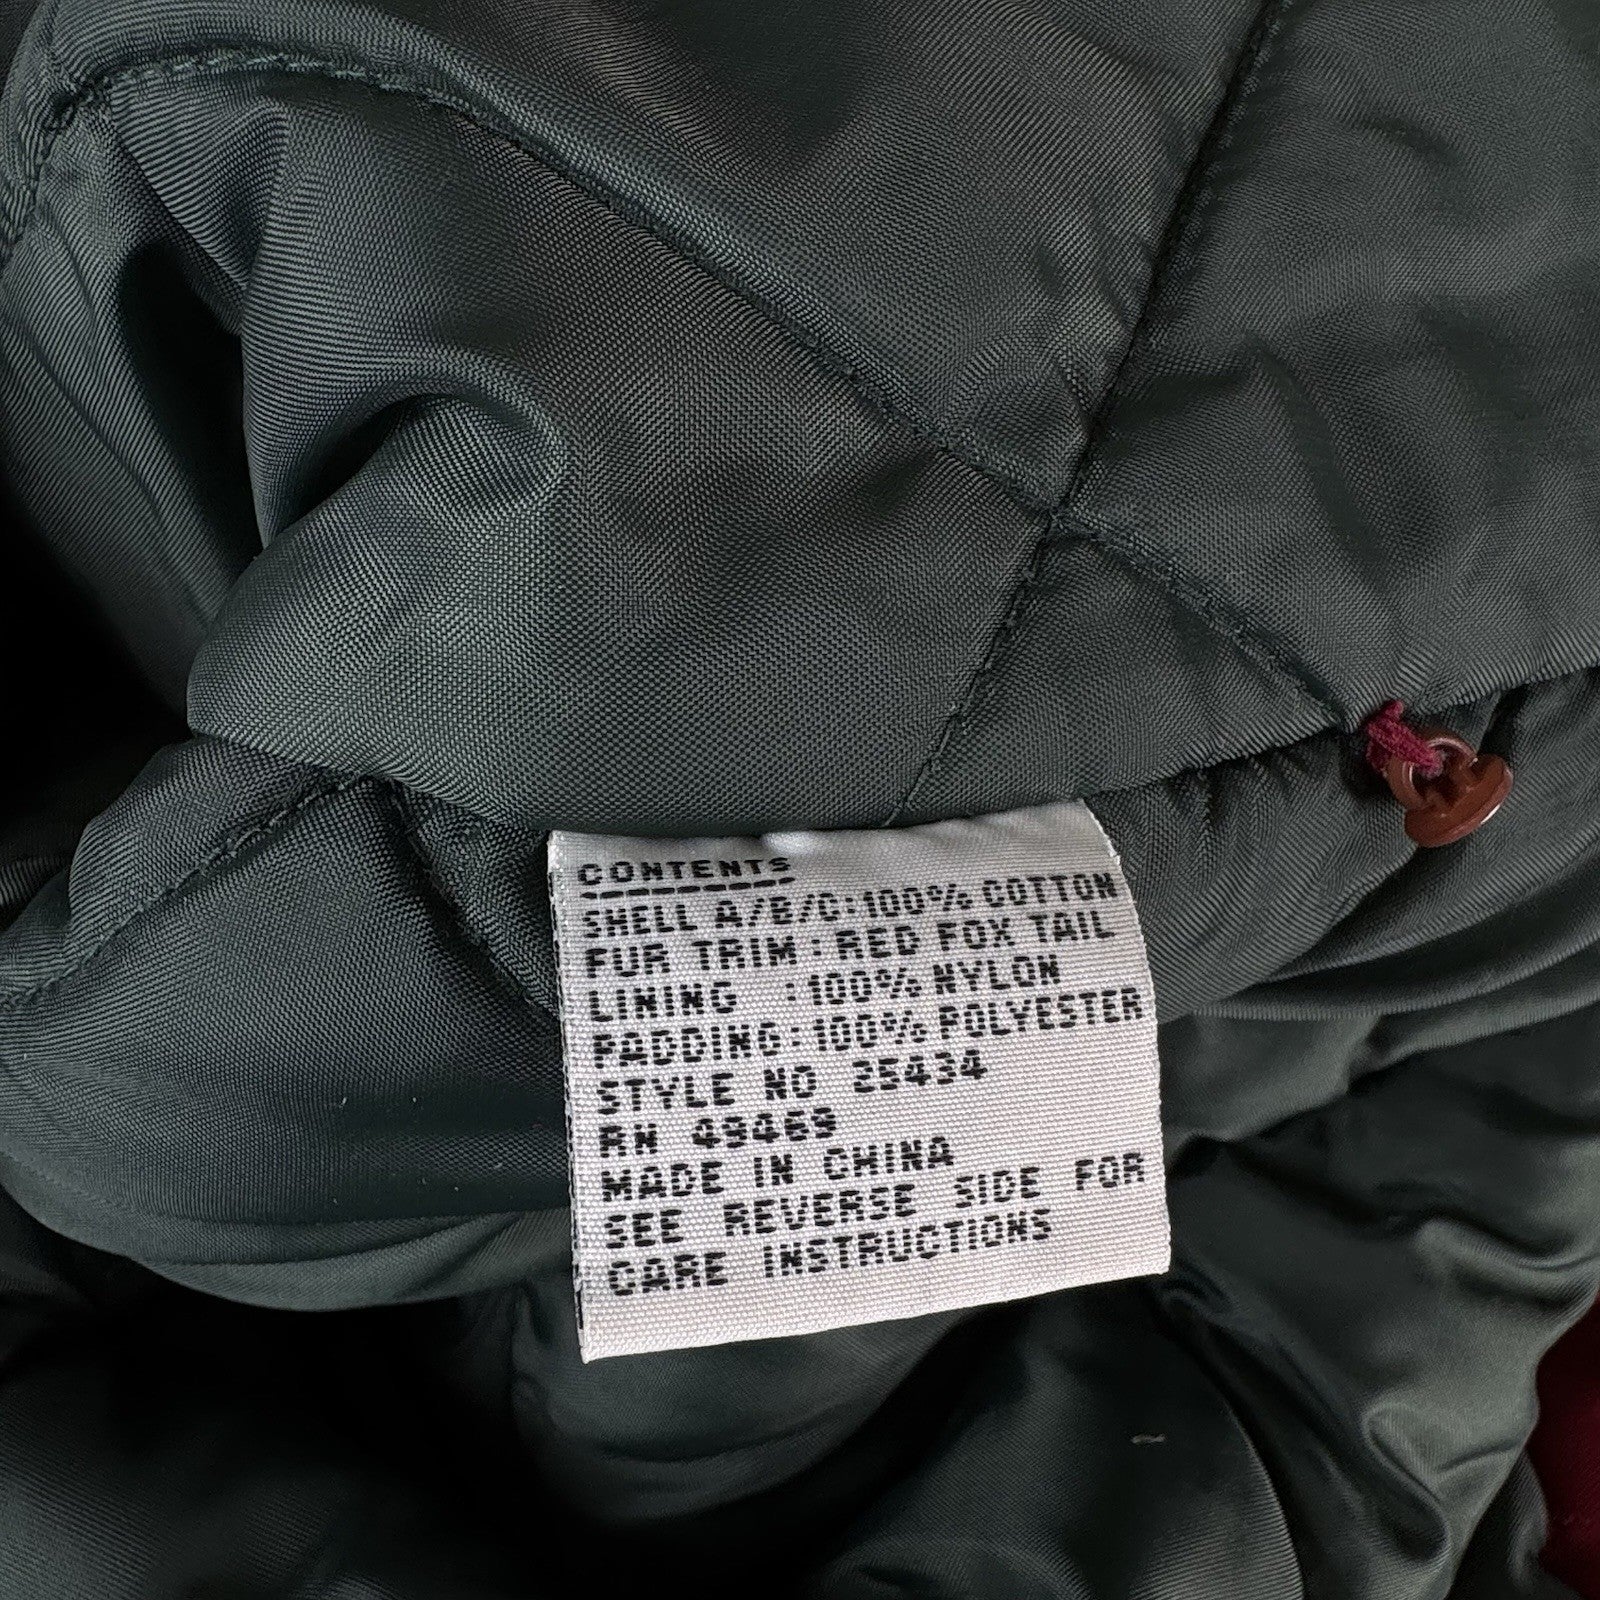 CONTENTS
SHELL A/B/C:100% COTTON
FUR TRIM : RED FOX TAIL
LINING :100% NYLON
PADDING:100% POLYESTER
STYLE NO 25434
RN 49469
MADE IN CHINA
SEE REVERSE SIDE FOR
CARE INSTRUCTIONS